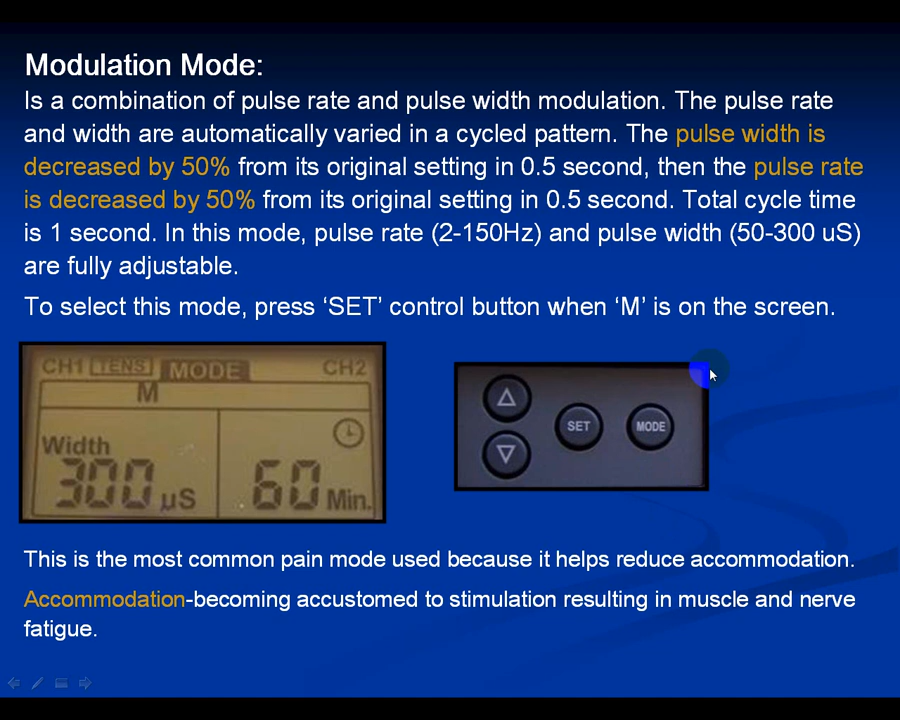 Modulation Mode:
Is a combination of pulse rate and pulse width modulation. The pulse rate
and width are automatically varied in a cycled pattern. The pulse width is
decreased by 50% from its original setting in 0.5 second, then the pulse rate
is decreased by 50% from its original setting in 0.5 second. Total cycle time
is 1 second. In this mode, pulse rate (2-150Hz) and pulse width (50-300 uS)
are fully adjustable.
To select this mode, press ‘SET’ control button when ‘M’ is on the screen.
CH1 TENS MODE CH2
M
Width
300 µS 60 Min.
SET MODE
This is the most common pain mode used because it helps reduce accommodation.
Accommodation-becoming accustomed to stimulation resulting in muscle and nerve
fatigue.